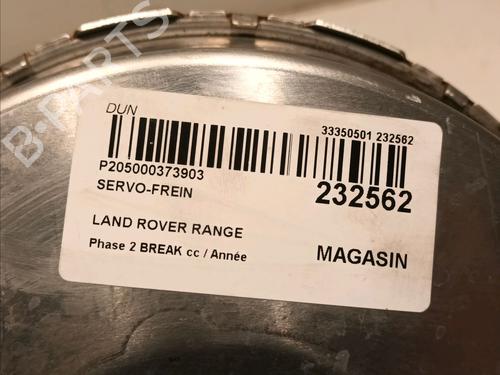 B-PARTS
DUN
33350501 232562
P205000373903
SERVO-FREIN
232562
LAND ROVER RANGE
Phase 2 BREAK cc / Année
MAGASIN